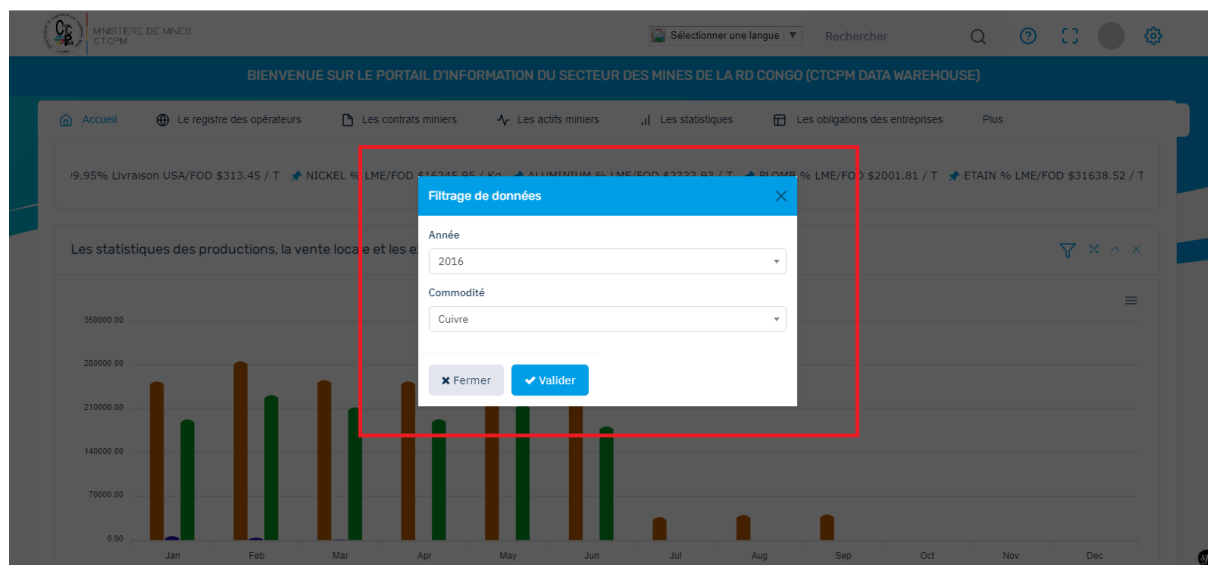 MINISTERE DE MINES
CTCPM
Sélectionner une langue ▼
Rechercher
BIENVENUE SUR LE PORTAIL D'INFORMATION DU SECTEUR DES MINES DE LA RD CONGO (CTCPM DATA WAREHOUSE)
Accueil Le registre des opérateurs Les contrats miniers Les actifs miniers Les statistiques Les obligations des entreprises Plus
9.95% Livraison USA/FOD $313.45 / T NICKEL % LME/FOD $16245.95 / Kg ALUMINIUM % LME/FOD $2333.93 / T PLOMB % LME/FOD $2001.81 / T ETAIN % LME/FOD $31638.52 / T
Filtrage de données
Année
2016
Commodité
Cuivre
Fermer Valider
Les statistiques des productions, la vente locale et les e
350000.00
280000.00
210000.00
140000.00
70000.00
0.00
Jan Feb Mar Apr May Jun Jul Aug Sep Oct Nov Dec